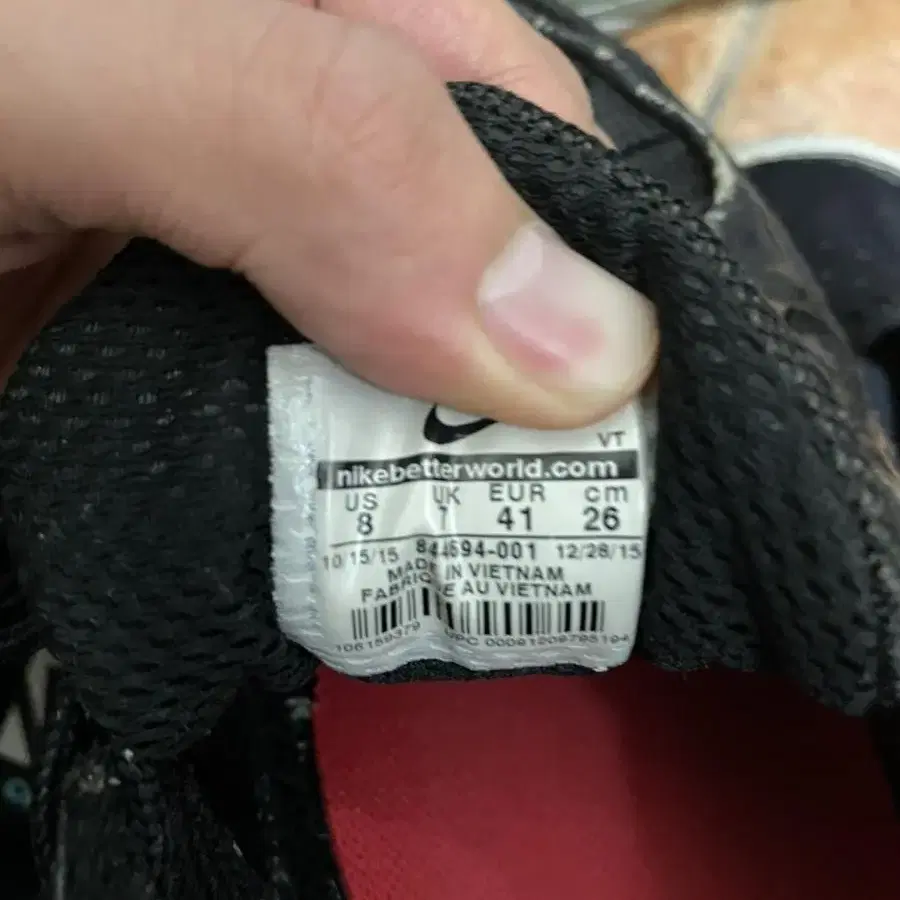 VT
nikebetterworld.com
US UK EUR cm
8 7 41 26
10/15/15 844694-001 12/28/15
MADE IN VIETNAM
FABRIQUE AU VIETNAM
106159379 UPC 00091209795194